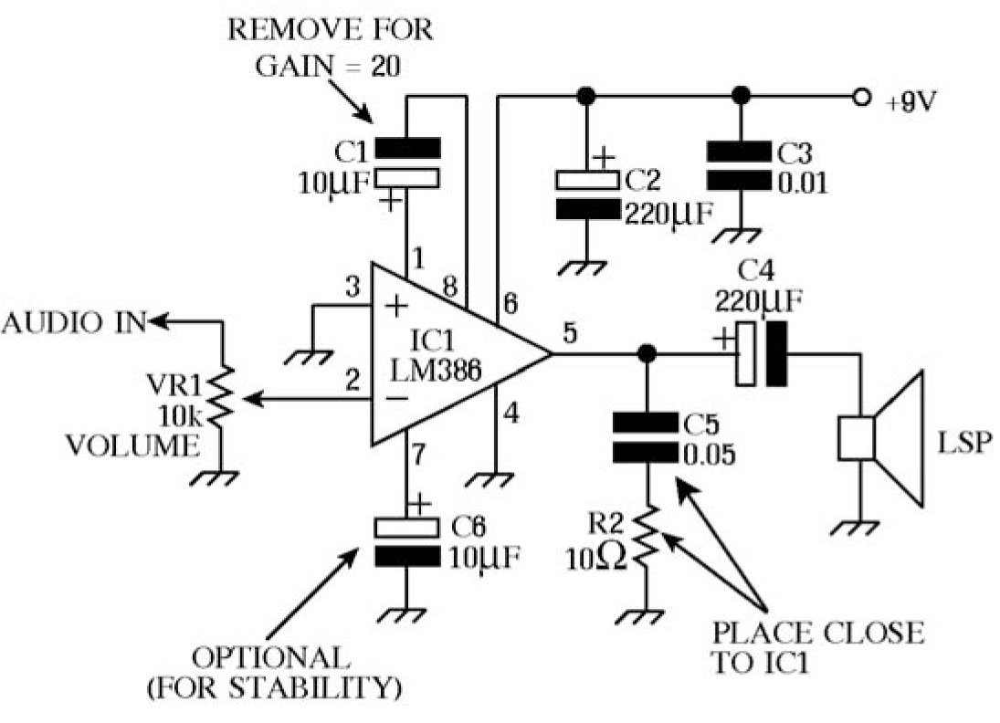 REMOVE FOR
GAIN = 20
C1
10µF
+
+9V
+
C2
220µF
C3
0.01
1
8
6
3
+
IC1
LM386
2
−
5
4
7
AUDIO IN
VR1
10k
VOLUME
C4
220µF
+
C5
0.05
R2
10Ω
LSP
+
C6
10µF
OPTIONAL
(FOR STABILITY)
PLACE CLOSE
TO IC1